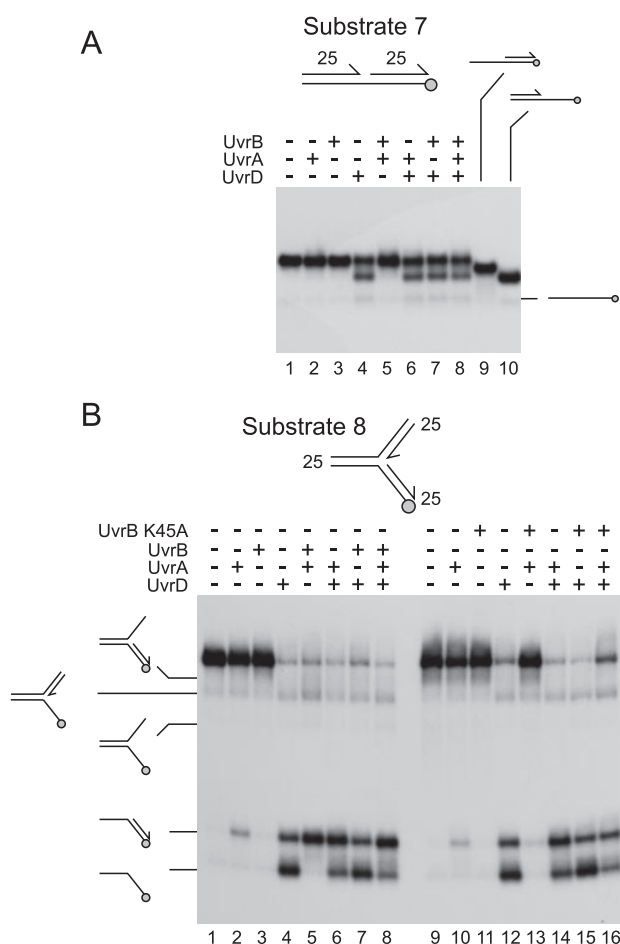 A
Substrate 7
25 25
UvrB - - + - + - + +
UvrA - + - - + + - +
UvrD - - - + - + + +
1 2 3 4 5 6 7 8 9 10
B
Substrate 8
25
25
25
UvrB K45A - - - - - - - - - - + - + - + +
UvrB - - + - + - + + - - - - - - - -
UvrA - + - - + + - + - + - - + + - +
UvrD - - - + - + + + - - - + - + + +
1 2 3 4 5 6 7 8 9 10 11 12 13 14 15 16